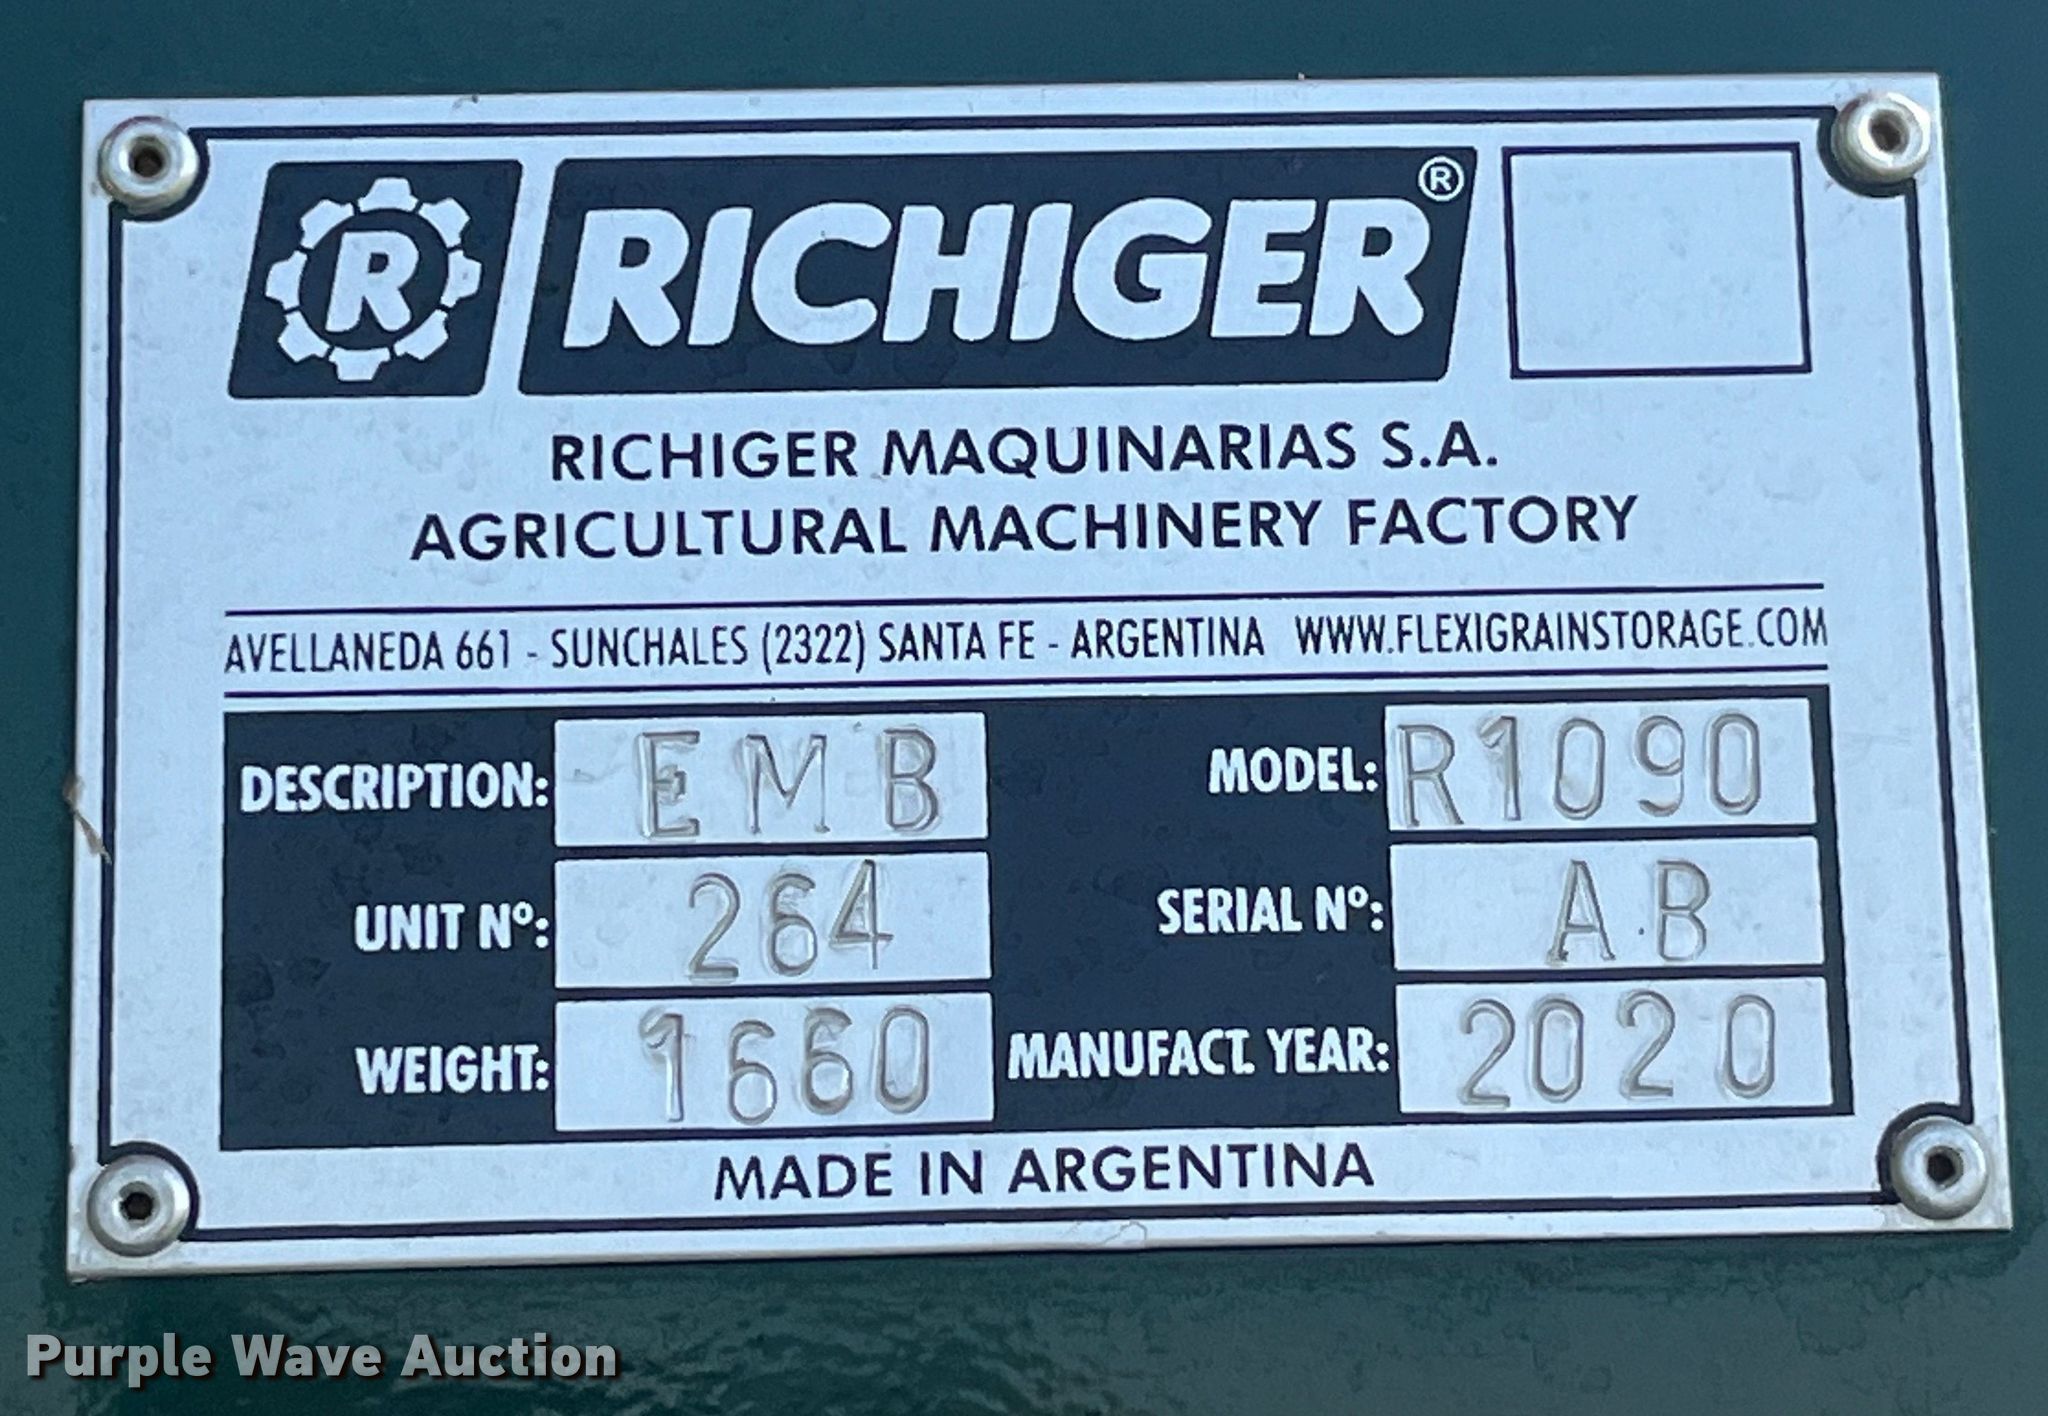 R RICHIGER®
RICHIGER MAQUINARIAS S.A.
AGRICULTURAL MACHINERY FACTORY
AVELLANEDA 661 - SUNCHALES (2322) SANTA FE - ARGENTINA WWW.FLEXIGRAINSTORAGE.COM
DESCRIPTION: EMB MODEL: R1090
UNIT Nº: 264 SERIAL Nº: AB
WEIGHT: 1660 MANUFACT. YEAR: 2020
MADE IN ARGENTINA
Purple Wave Auction